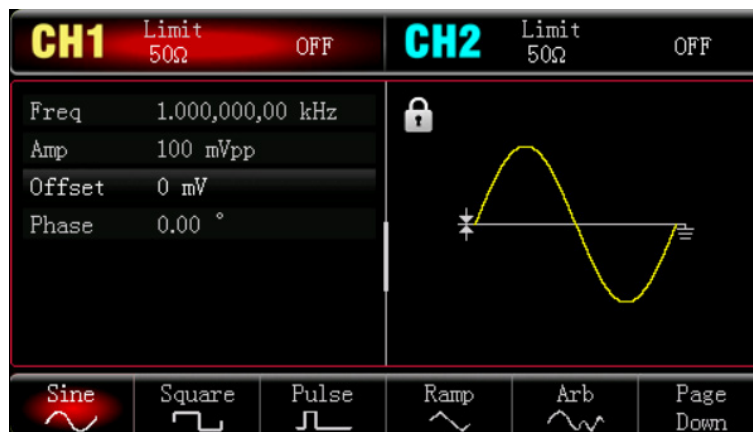 CH1 Limit 50Ω OFF CH2 Limit 50Ω OFF
Freq 1.000,000,00 kHz
Amp 100 mVpp
Offset 0 mV
Phase 0.00 °
Sine Square Pulse Ramp Arb Page Down